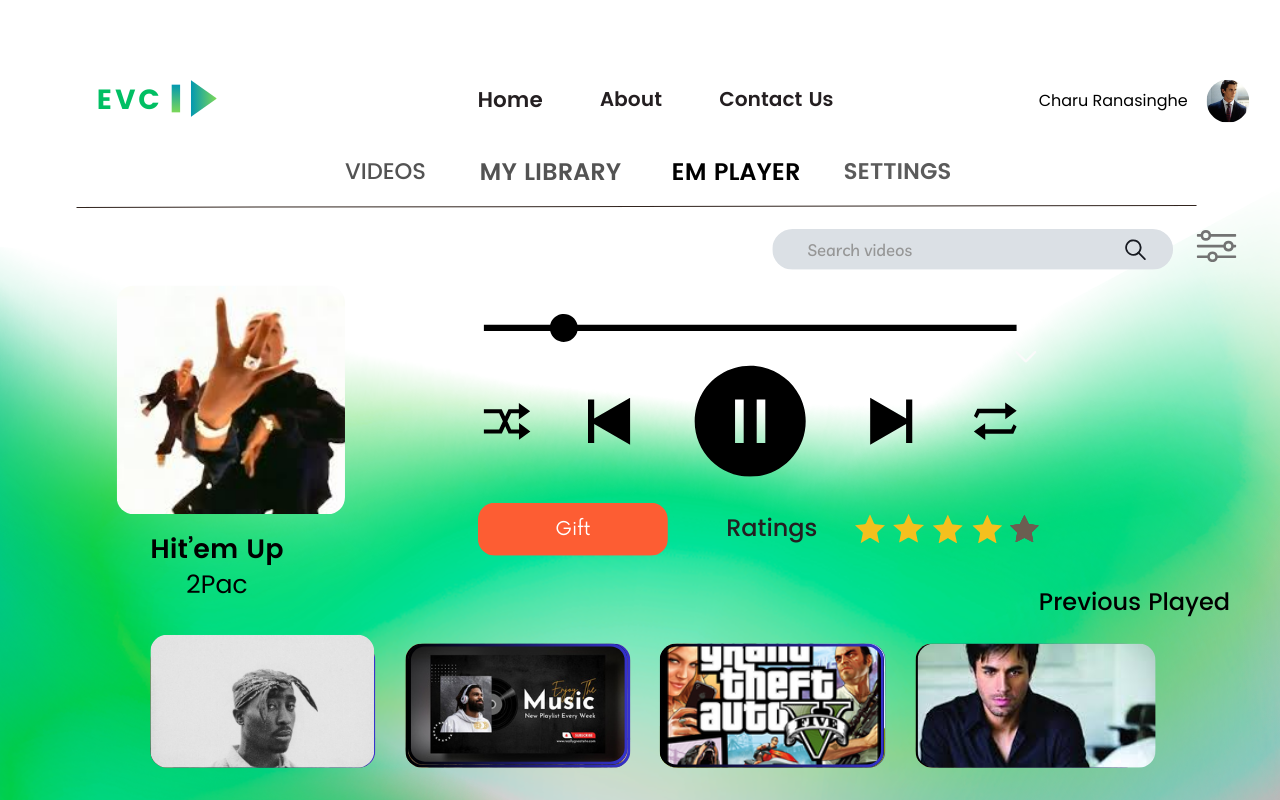 EVC
Home About Contact Us
Charu Ranasinghe
VIDEOS MY LIBRARY EM PLAYER SETTINGS
Search videos
Gift
Ratings
Hit’em Up
2Pac
Previous Played
Enjoy The
Music
New Playlist Every Week
SUBSCRIBE
grand
theft
auto
FIVE